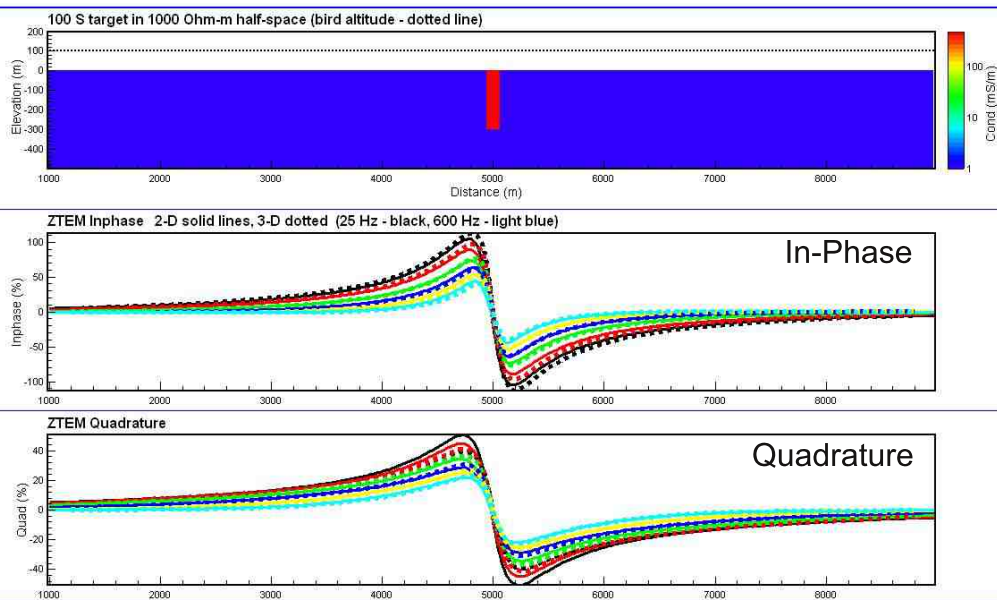 100 S target in 1000 Ohm-m half-space (bird altitude - dotted line)
200
100
0
-100
-200
-300
-400
Elevation (m)
1000 2000 3000 4000 5000 6000 7000 8000
Distance (m)
100
10
1
Cond (mS/m)
ZTEM Inphase 2-D solid lines, 3-D dotted (25 Hz - black, 600 Hz - light blue)
In-Phase
100
50
0
-50
-100
Inphase (%)
1000 2000 3000 4000 5000 6000 7000 8000
ZTEM Quadrature
Quadrature
40
20
0
-20
-40
Quad (%)
1000 2000 3000 4000 5000 6000 7000 8000